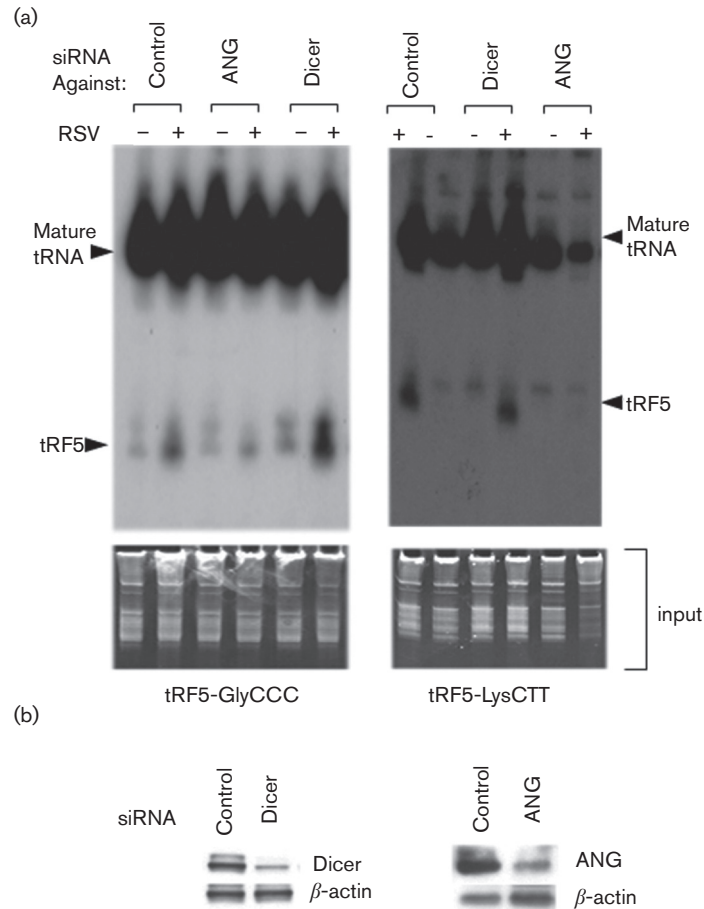 (a)
siRNA
Against:
Control
ANG
Dicer
Control
Dicer
ANG
RSV
– + – + – +
+ - - + - +
Mature
tRNA
Mature
tRNA
tRF5
tRF5
input
tRF5-GlyCCC
tRF5-LysCTT
(b)
siRNA
Control
Dicer
Control
ANG
Dicer
ANG
β-actin
β-actin